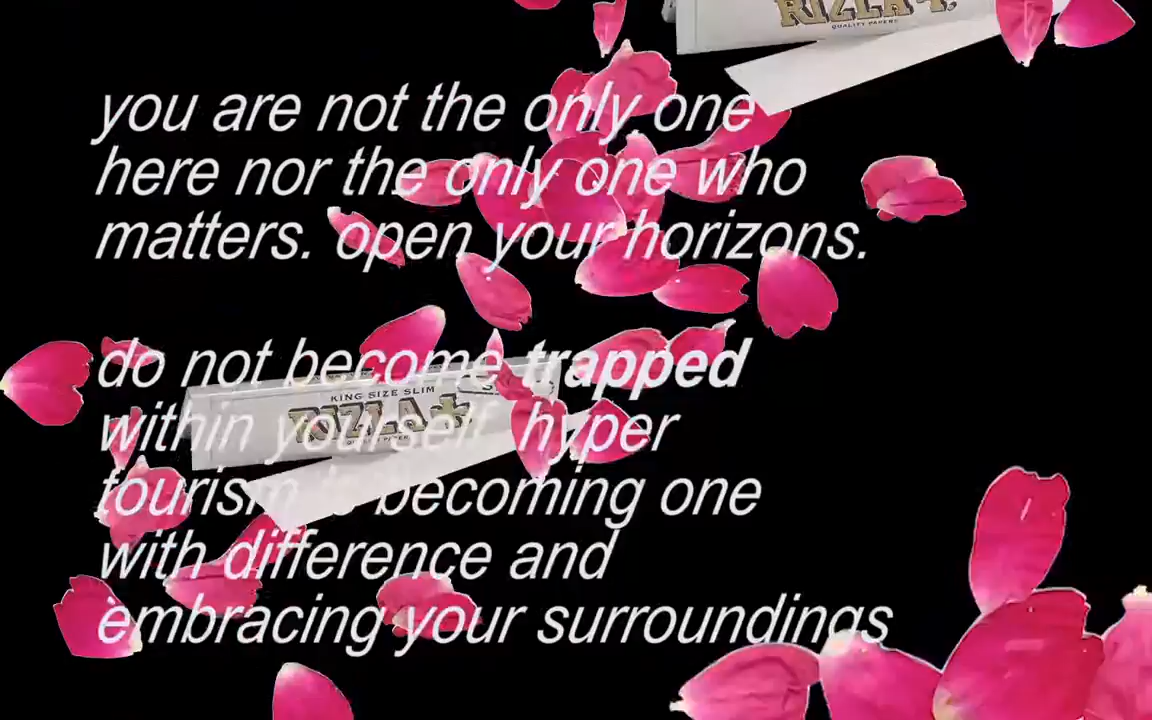 RIZLA+.
QUALITY PAPERS
you are not the only one
here nor the only one who
matters. open your horizons.
do not become trapped
KING SIZE SLIM
RIZLA+
within yourself. hyper
tourism is becoming one
with difference and
embracing your surroundings